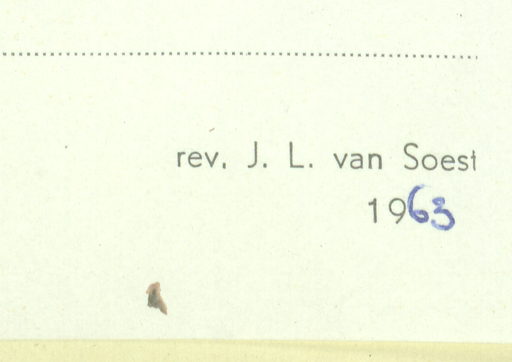 rev. J. L. van Soest
1963